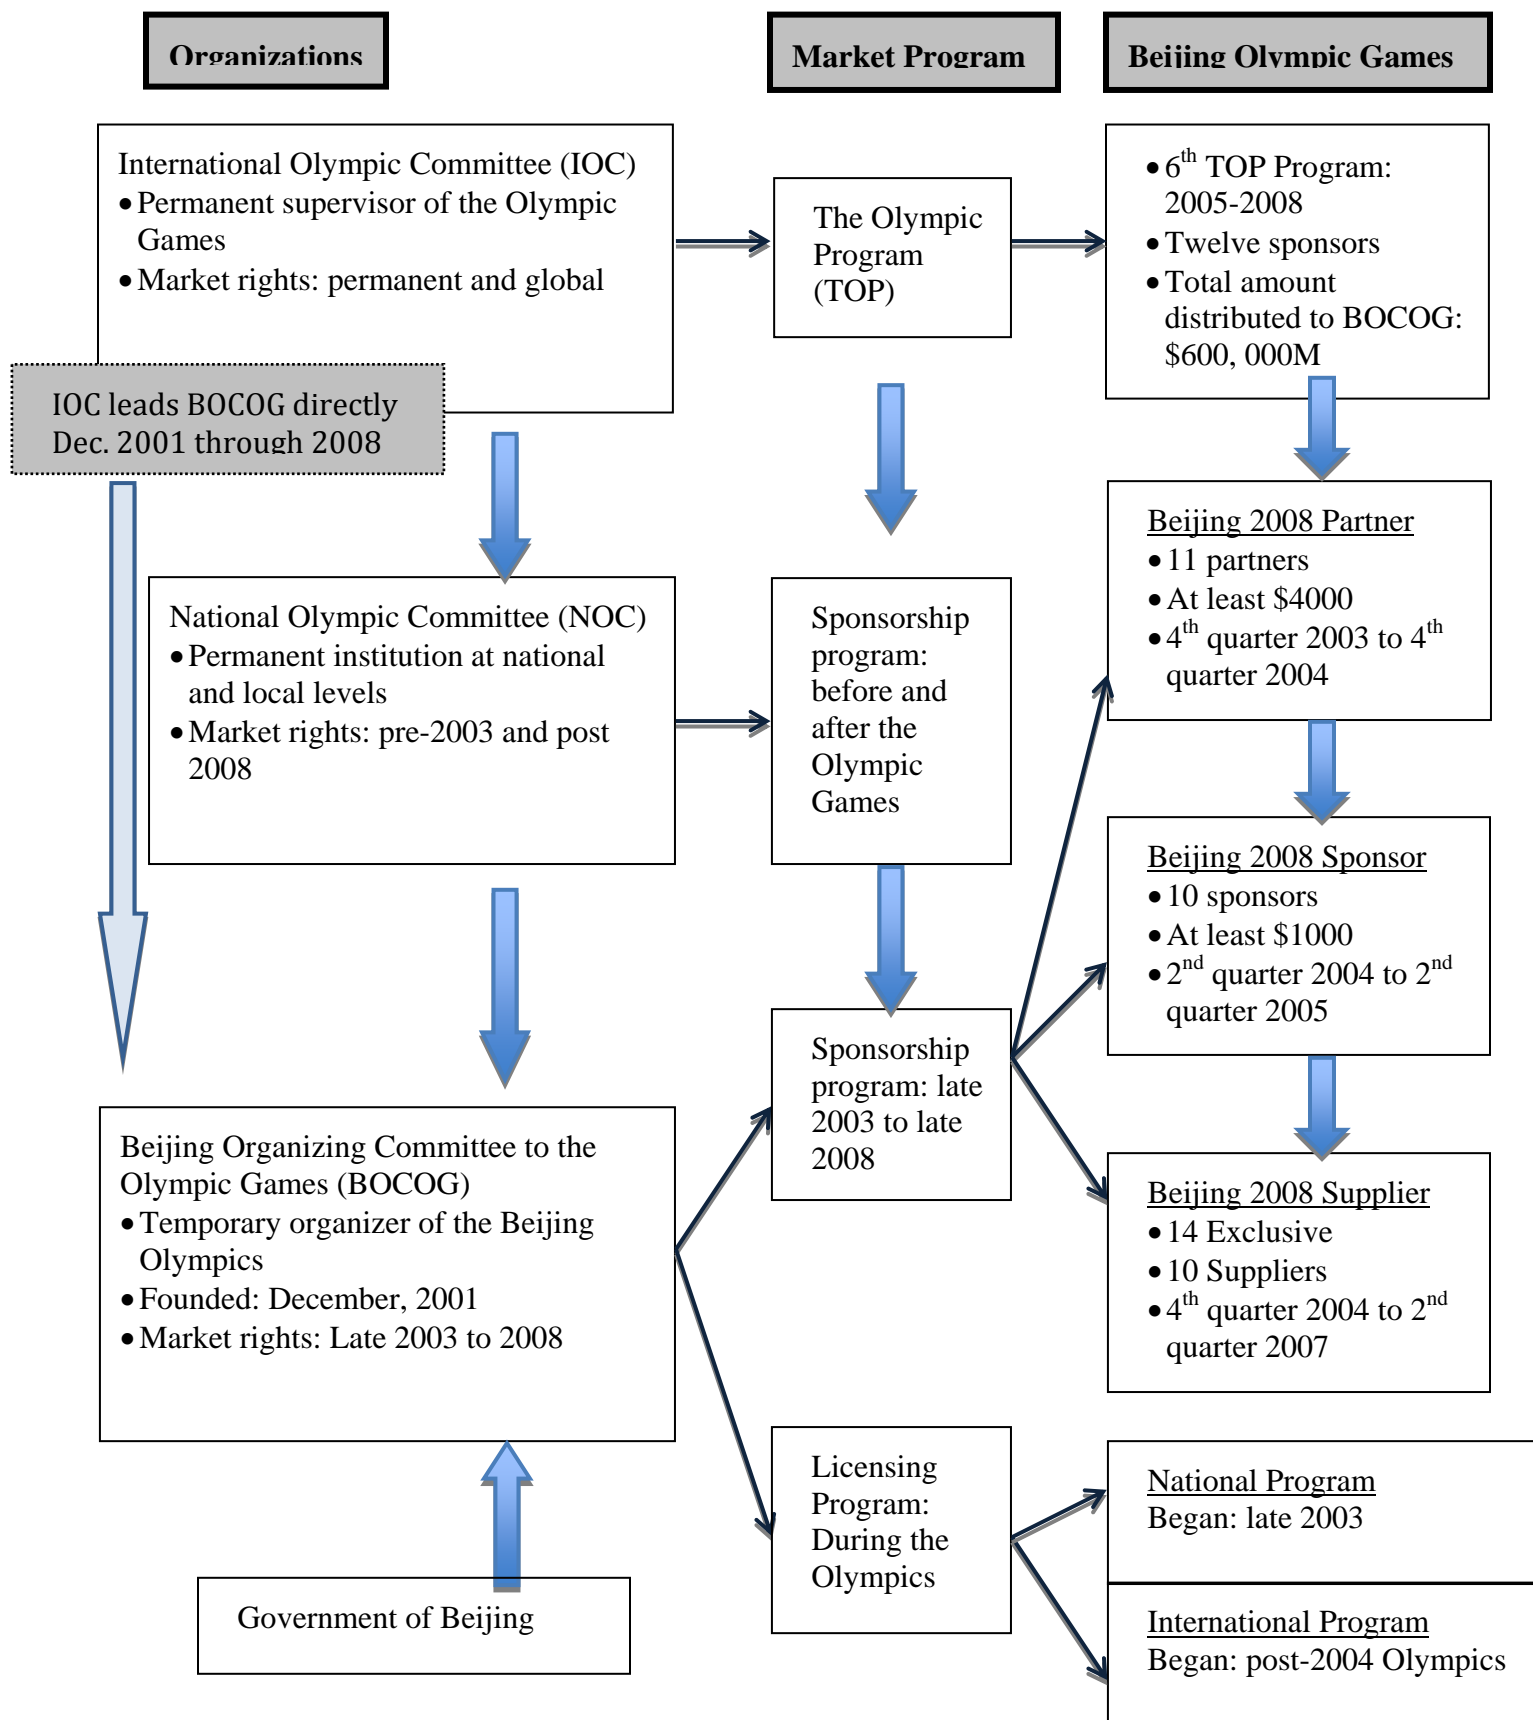 Organizations
Market Program
Beijing Olympic Games
International Olympic Committee (IOC)
• Permanent supervisor of the Olympic
Games
• Market rights: permanent and global
The Olympic
Program
(TOP)
• 6th TOP Program:
2005-2008
• Twelve sponsors
• Total amount
distributed to BOCOG:
$600, 000M
IOC leads BOCOG directly
Dec. 2001 through 2008
National Olympic Committee (NOC)
• Permanent institution at national
and local levels
• Market rights: pre-2003 and post
2008
Sponsorship
program:
before and
after the
Olympic
Games
Beijing 2008 Partner
• 11 partners
• At least $4000
• 4th quarter 2003 to 4th
quarter 2004
Beijing 2008 Sponsor
• 10 sponsors
• At least $1000
• 2nd quarter 2004 to 2nd
quarter 2005
Beijing Organizing Committee to the
Olympic Games (BOCOG)
• Temporary organizer of the Beijing
Olympics
• Founded: December, 2001
• Market rights: Late 2003 to 2008
Sponsorship
program: late
2003 to late
2008
Beijing 2008 Supplier
• 14 Exclusive
• 10 Suppliers
• 4th quarter 2004 to 2nd
quarter 2007
Government of Beijing
Licensing
Program:
During the
Olympics
National Program
Began: late 2003
International Program
Began: post-2004 Olympics